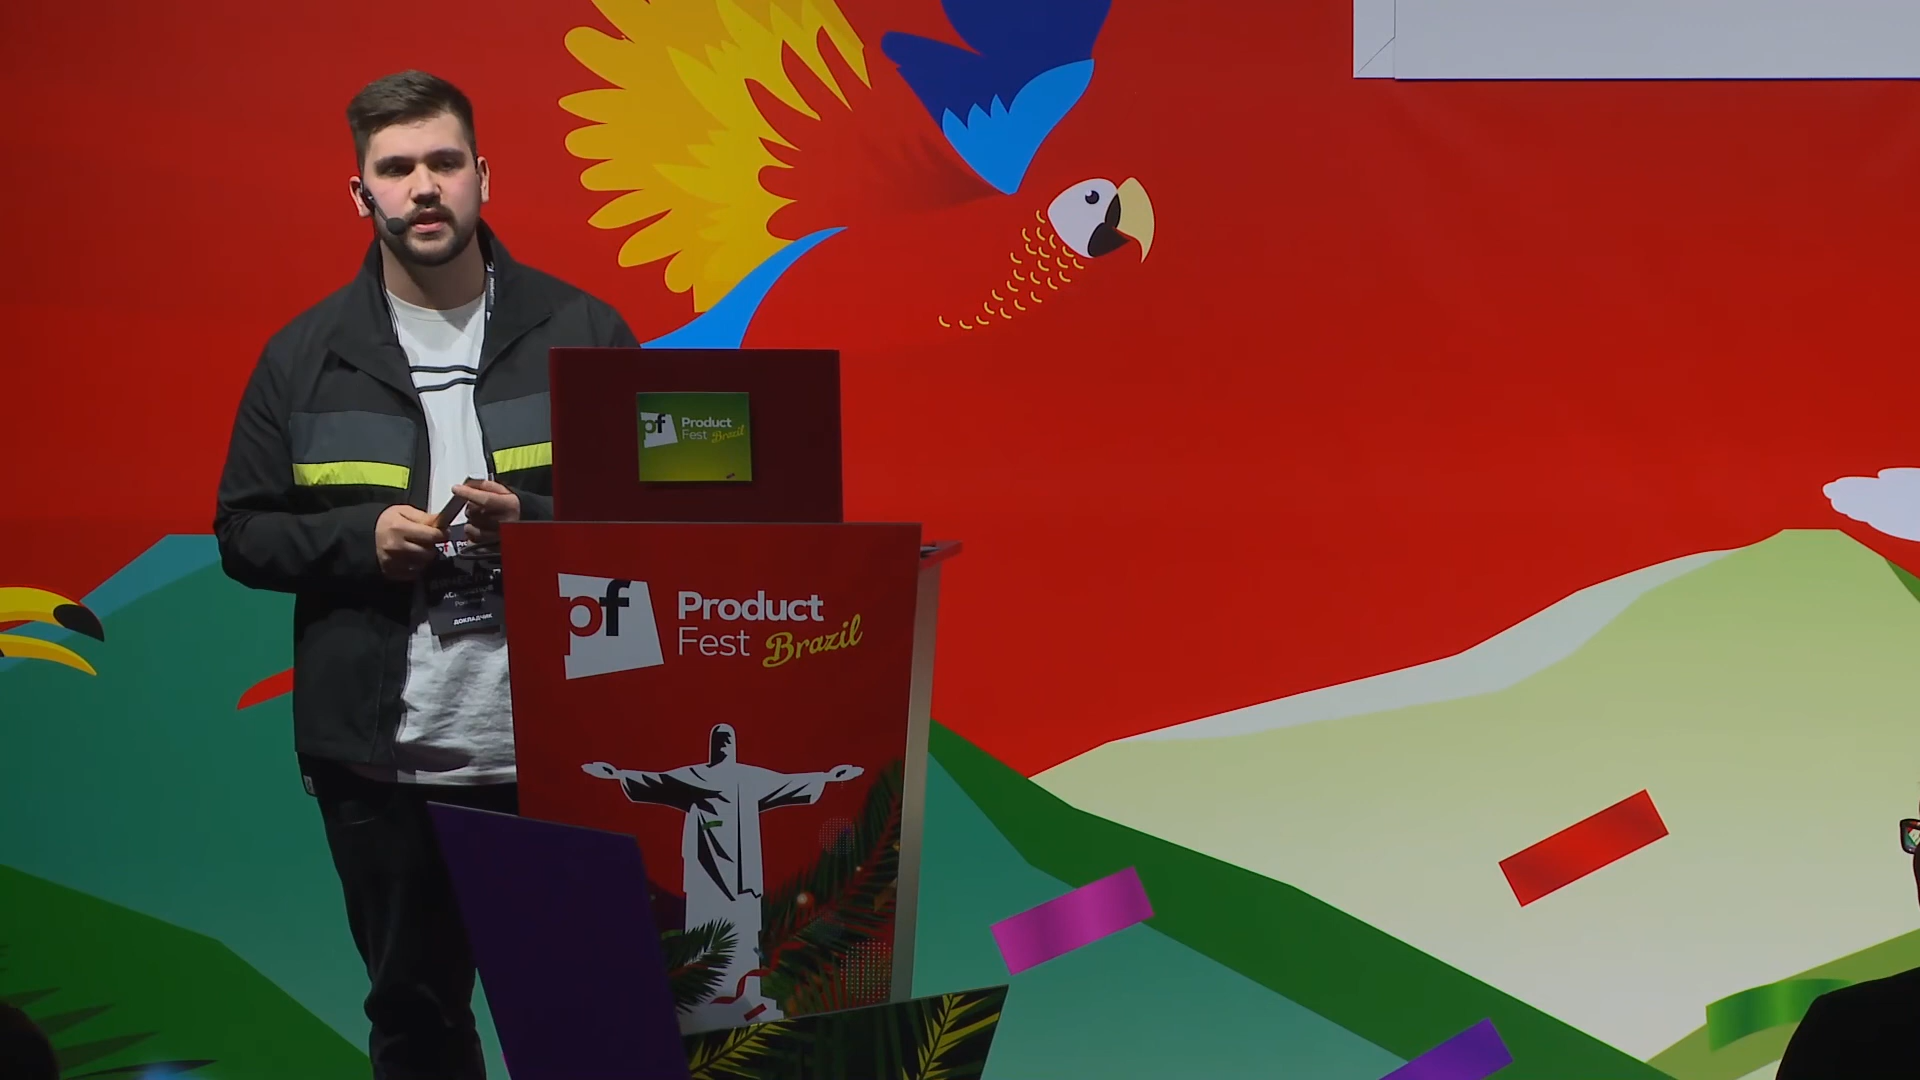 pf
Product
Fest Brazil
pf
Product
Fest Brazil
ДОКЛАДЧИК